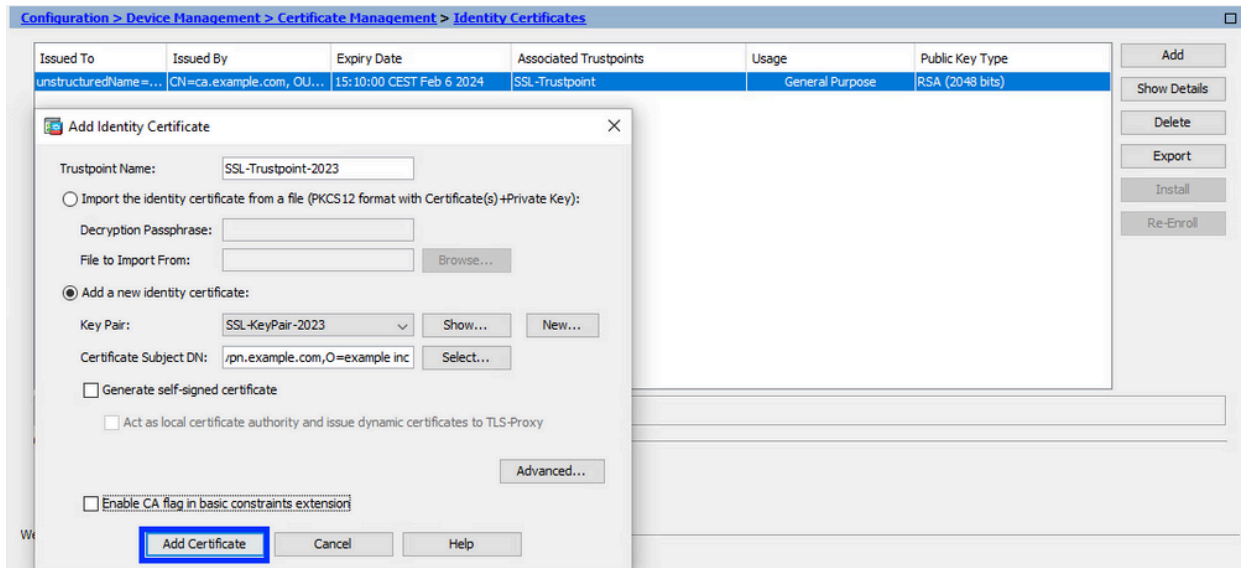 Configuration > Device Management > Certificate Management > Identity Certificates
Issued To Issued By Expiry Date Associated Trustpoints Usage Public Key Type
unstructuredName=... CN=ca.example.com, OU... 15:10:00 CEST Feb 6 2024 SSL-Trustpoint General Purpose RSA (2048 bits)
Add
Show Details
Delete
Export
Install
Re-Enroll
Add Identity Certificate
Trustpoint Name: SSL-Trustpoint-2023
Import the identity certificate from a file (PKCS12 format with Certificate(s)+Private Key):
Decryption Passphrase:
File to Import From: Browse...
Add a new identity certificate:
Key Pair: SSL-KeyPair-2023 Show... New...
Certificate Subject DN: vpn.example.com,O=example inc Select...
Generate self-signed certificate
Act as local certificate authority and issue dynamic certificates to TLS-Proxy
Advanced...
Enable CA flag in basic constraints extension
We
Add Certificate Cancel Help